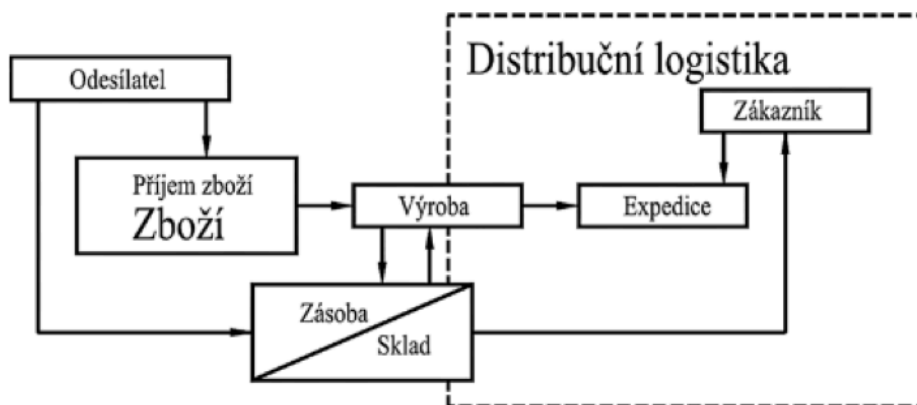 Distribuční logistika
Odesílatel
Zákazník
Příjem zboží
Zboží
Výroba
Expedice
Zásoba
Sklad